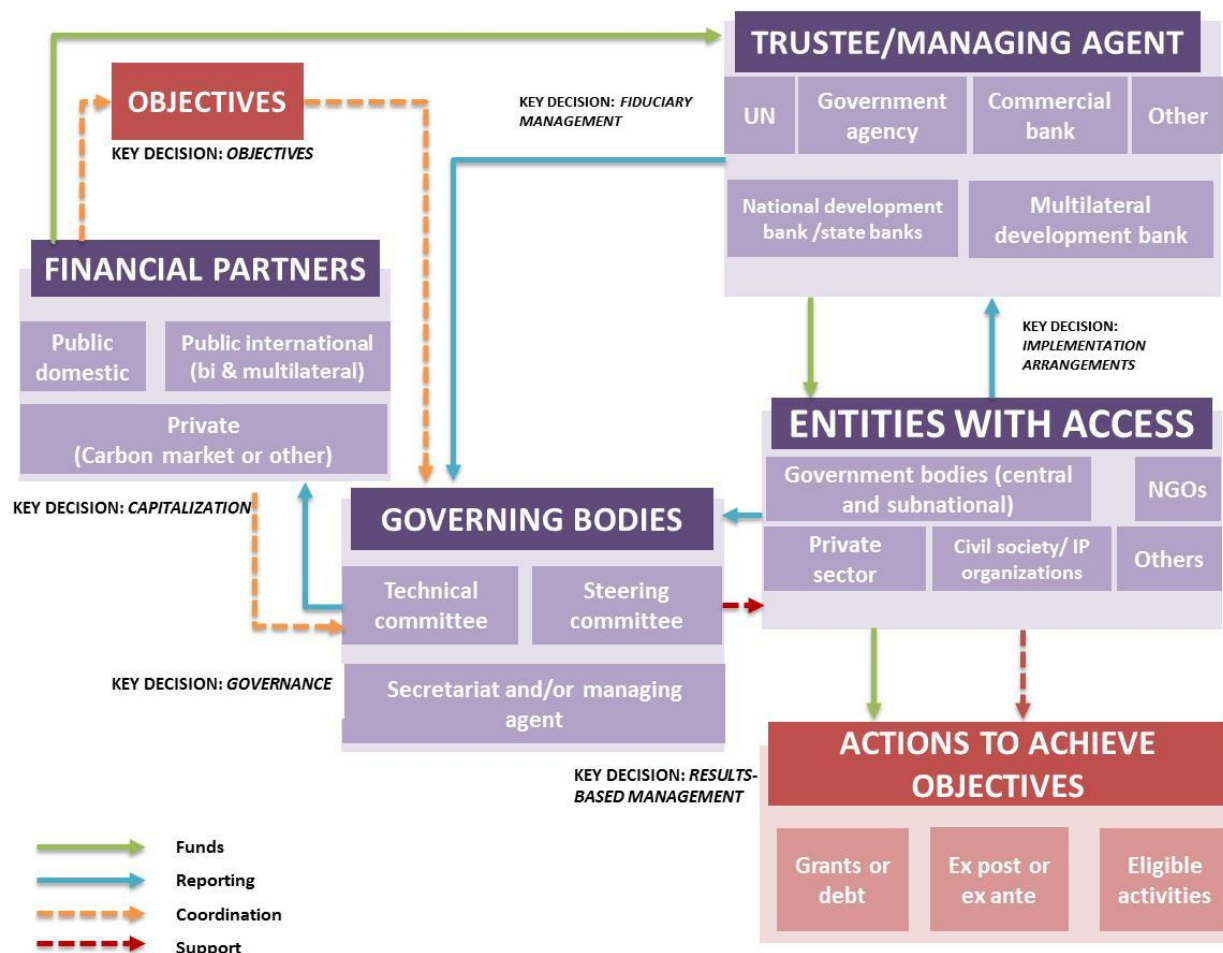 TRUSTEE/MANAGING AGENT
UN
Government
agency
Commercial
bank
Other
National development
bank /state banks
Multilateral
development bank
OBJECTIVES
KEY DECISION: OBJECTIVES
KEY DECISION: FIDUCIARY
MANAGEMENT
FINANCIAL PARTNERS
Public
domestic
Public international
(bi & multilateral)
Private
(Carbon market or other)
KEY DECISION: CAPITALIZATION
KEY DECISION:
IMPLEMENTATION
ARRANGEMENTS
ENTITIES WITH ACCESS
Government bodies (central
and subnational)
NGOs
Private
sector
Civil society/ IP
organizations
Others
GOVERNING BODIES
Technical
committee
Steering
committee
Secretariat and/or managing
agent
KEY DECISION: GOVERNANCE
KEY DECISION: RESULTS-
BASED MANAGEMENT
ACTIONS TO ACHIEVE
OBJECTIVES
Grants or
debt
Ex post or
ex ante
Eligible
activities
Funds
Reporting
Coordination
Support